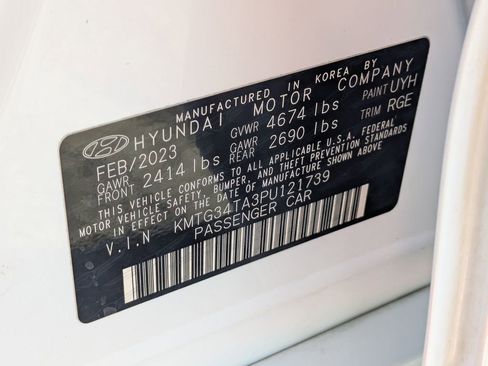 MANUFACTURED IN KOREA BY
HYUNDAI MOTOR COMPANY
FEB/2023 GVWR 4674 lbs PAINT UYH
GAWR FRONT 2414 lbs GAWR REAR 2690 lbs TRIM RGE
THIS VEHICLE CONFORMS TO ALL APPLICABLE U.S.A. FEDERAL
MOTOR VEHICLE SAFETY, BUMPER, AND THEFT PREVENTION STANDARDS
IN EFFECT ON THE DATE OF MANUFACTURE SHOWN ABOVE.
V.I.N KMTG34TA3PU121739
PASSENGER CAR